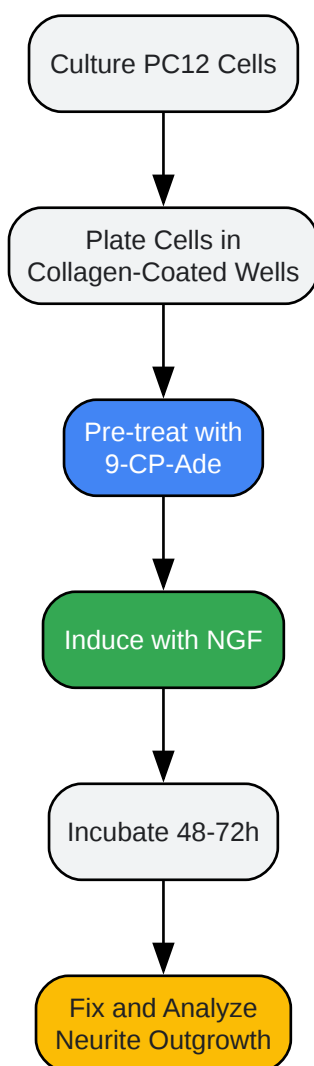 Culture PC12 Cells
Plate Cells in
Collagen-Coated Wells
Pre-treat with
9-CP-Ade
Induce with NGF
Incubate 48-72h
Fix and Analyze
Neurite Outgrowth